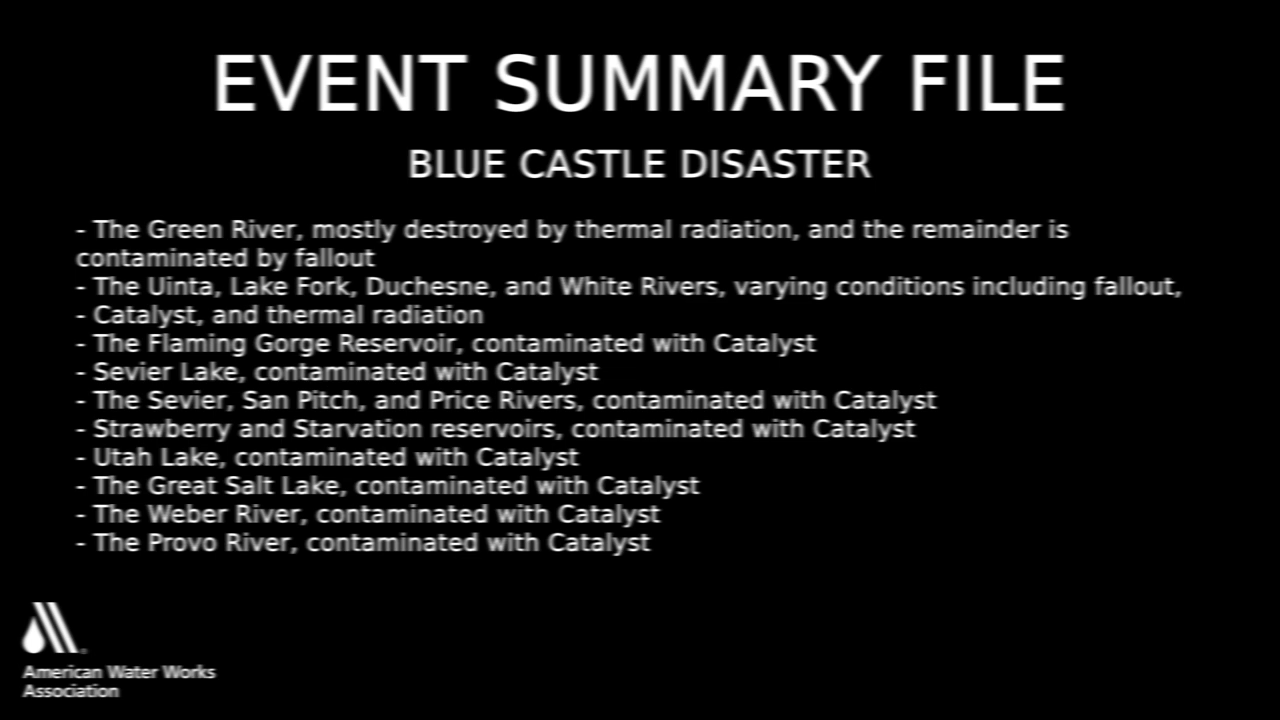 EVENT SUMMARY FILE
BLUE CASTLE DISASTER
- The Green River, mostly destroyed by thermal radiation, and the remainder is
contaminated by fallout
- The Uinta, Lake Fork, Duchesne, and White Rivers, varying conditions including fallout,
- Catalyst, and thermal radiation
- The Flaming Gorge Reservoir, contaminated with Catalyst
- Sevier Lake, contaminated with Catalyst
- The Sevier, San Pitch, and Price Rivers, contaminated with Catalyst
- Strawberry and Starvation reservoirs, contaminated with Catalyst
- Utah Lake, contaminated with Catalyst
- The Great Salt Lake, contaminated with Catalyst
- The Weber River, contaminated with Catalyst
- The Provo River, contaminated with Catalyst
American Water Works
Association